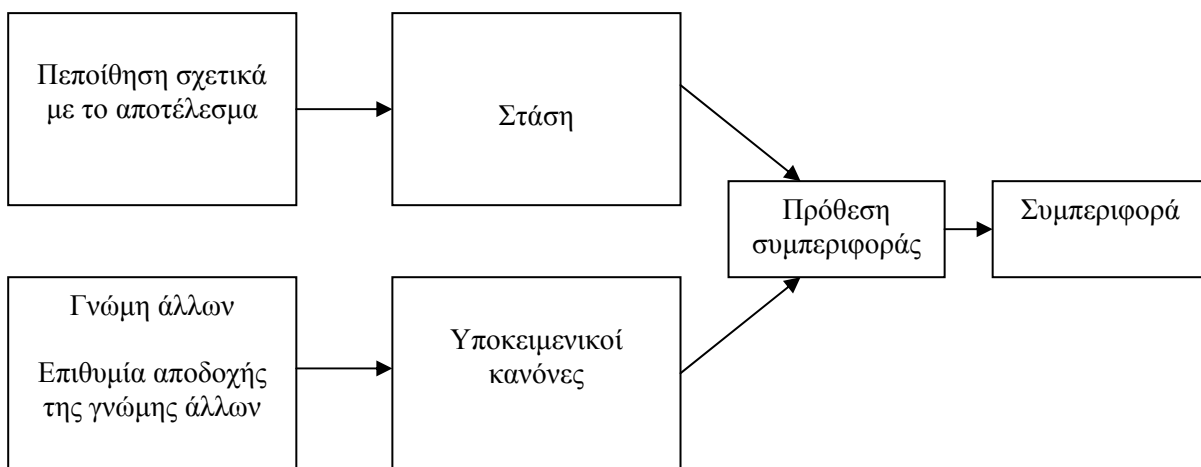 Πεποίθηση σχετικά
με το αποτέλεσμα
Στάση
Πρόθεση
συμπεριφοράς
Συμπεριφορά
Γνώμη άλλων
Επιθυμία αποδοχής
της γνώμης άλλων
Υποκειμενικοί
κανόνες